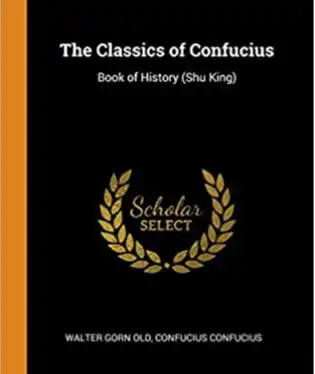 The Classics of Confucius
Book of History (Shu King)
Scholar
SELECT
WALTER GORN OLD, CONFUCIUS CONFUCIUS